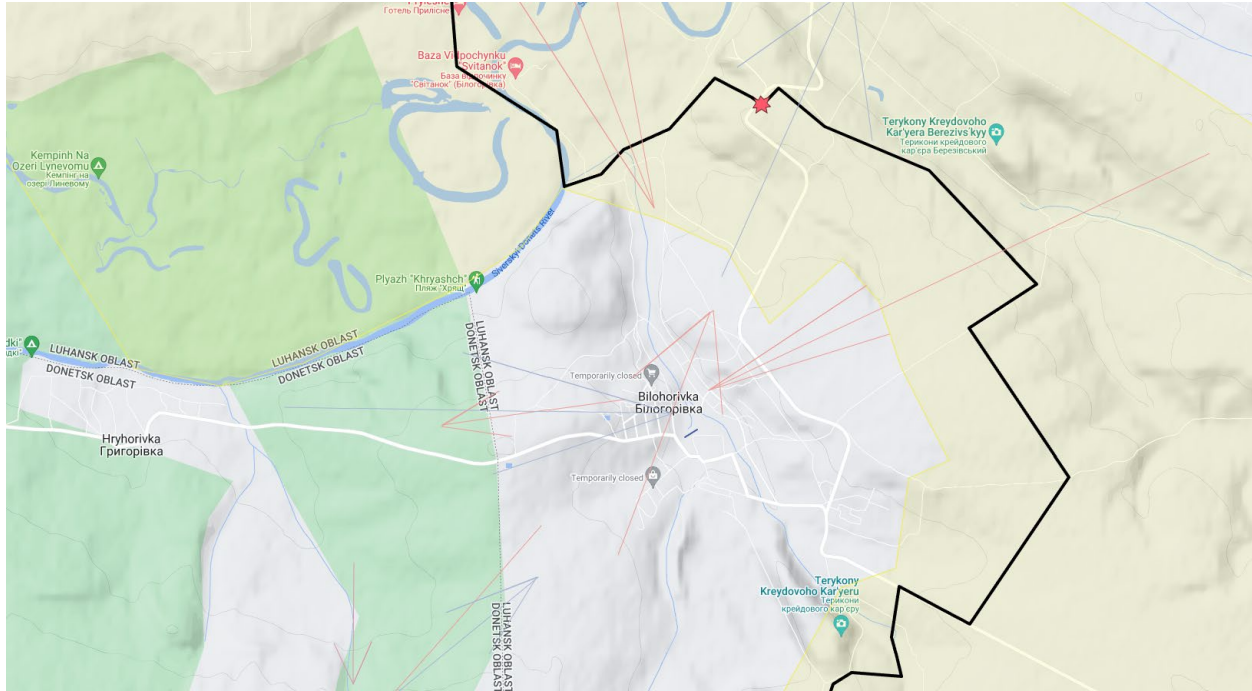 Готель Прилісне
Baza Vidpochynku
"Svitanok"
База відпочинку
"Світанок" (Білогорівка)
Terykony Kreydovoho
Kar'yera Berezivs'kyy
Терикони крейдового
кар'єра Березівський
Kempinh Na
Ozeri Lynevomu
Кемпінг на
озері Линевому
Siverskyi Donets River
Plyazh "Khryashch"
Пляж "Хрящ"
LUHANSK OBLAST
DONETSK OBLAST
LUHANSK OBLAST
DONETSK OBLAST
LUHANSK OBLAST
DONETSK OBLAST
Temporarily closed
Bilohorivka
Білогорівка
Hryhorivka
Григорівка
Temporarily closed
Terykony
Kreydovoho Kar'yeru
Терикони
крейдового кар'єру
LUHANSK OBLAST
DONETSK OBLAST